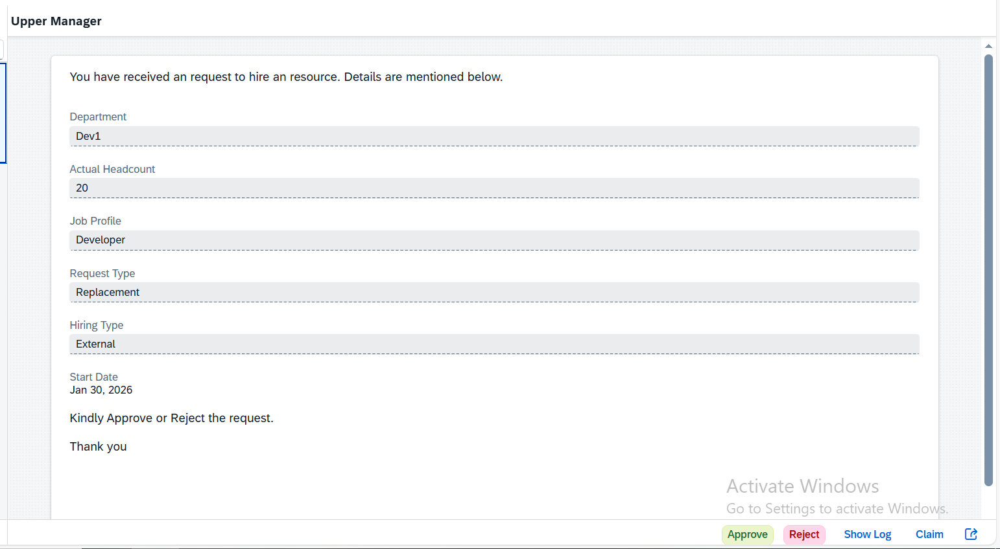 Upper Manager
You have received an request to hire an resource. Details are mentioned below.
Department
Dev1
Actual Headcount
20
Job Profile
Developer
Request Type
Replacement
Hiring Type
External
Start Date
Jan 30, 2026
Kindly Approve or Reject the request.
Thank you
Activate Windows
Go to Settings to activate Windows.
Approve Reject Show Log Claim